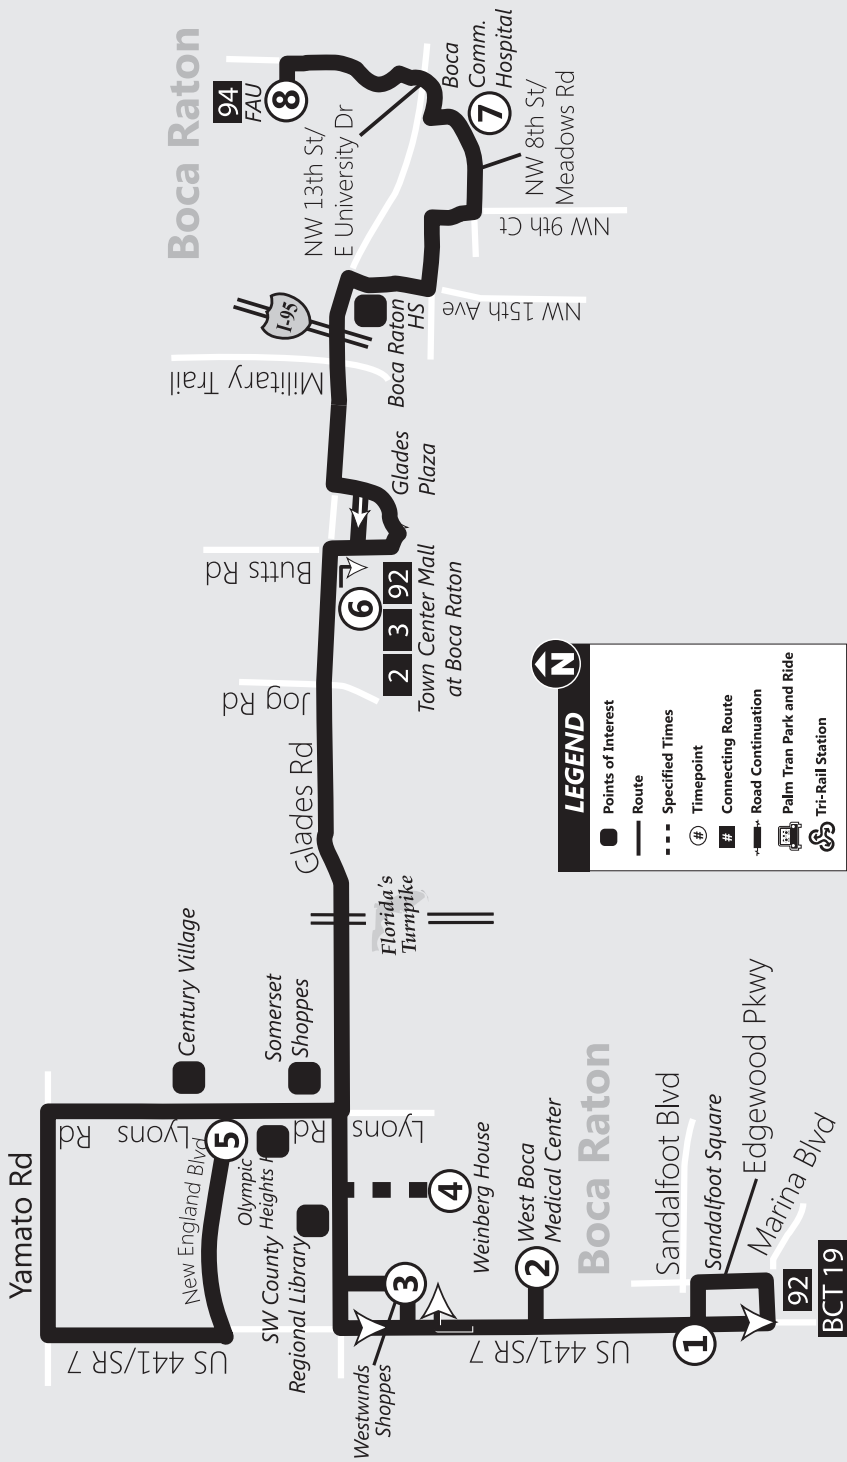 Yamato Rd
Century Village
Lyons
Rd
5
New England Blvd
Olympic
Heights
SW County
Regional Library
Somerset
Shoppes
Lyons
Rd
US 441/SR 7
Westwinds
Shoppes
3
4
Weinberg House
2
West Boca
Medical Center
US 441/SR 7
Boca Raton
1
Sandalfoot Blvd
Sandalfoot Square
Edgewood Pkwy
Marina Blvd
92
BCT 19
Florida's
Turnpike
Glades Rd
Jog Rd
Butts Rd
6
2
3
92
Town Center Mall
at Boca Raton
Glades
Plaza
Military Trail
I-95
Boca Raton
HS
NW 15th Ave
NW 9th Ct
NW 13th St/
E University Dr
NW 8th St/
Meadows Rd
7
Boca
Comm.
Hospital
8
94
FAU
Boca Raton
N
LEGEND
Points of Interest
Route
Specified Times
# Timepoint
# Connecting Route
Road Continuation
Palm Tran Park and Ride
Tri-Rail Station